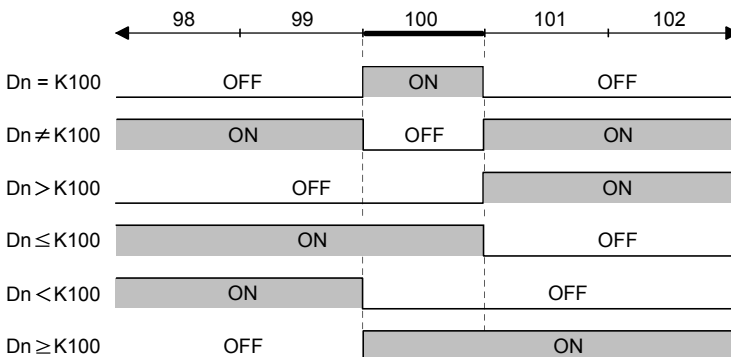 98 99 100 101 102
Dn = K100 OFF ON OFF
Dn≠K100 ON OFF ON
Dn>K100 OFF ON
Dn≤K100 ON OFF
Dn<K100 ON OFF
Dn≥K100 OFF ON